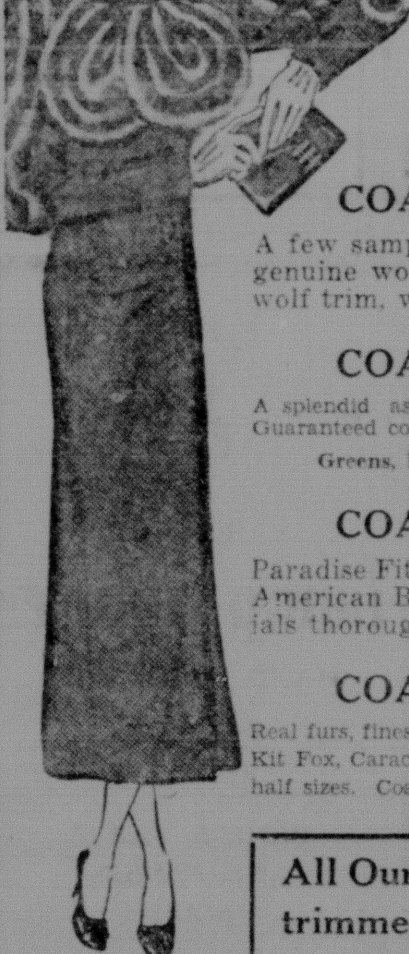 COA
A few samp
genuine wo
wolf trim, w
COA
A splendid as
Guaranteed co
Greens,
COA
Paradise Fit
American B
ials thoroug
COA
Real furs, fines
Kit Fox, Carac
half sizes. Coa
All Our
trimme